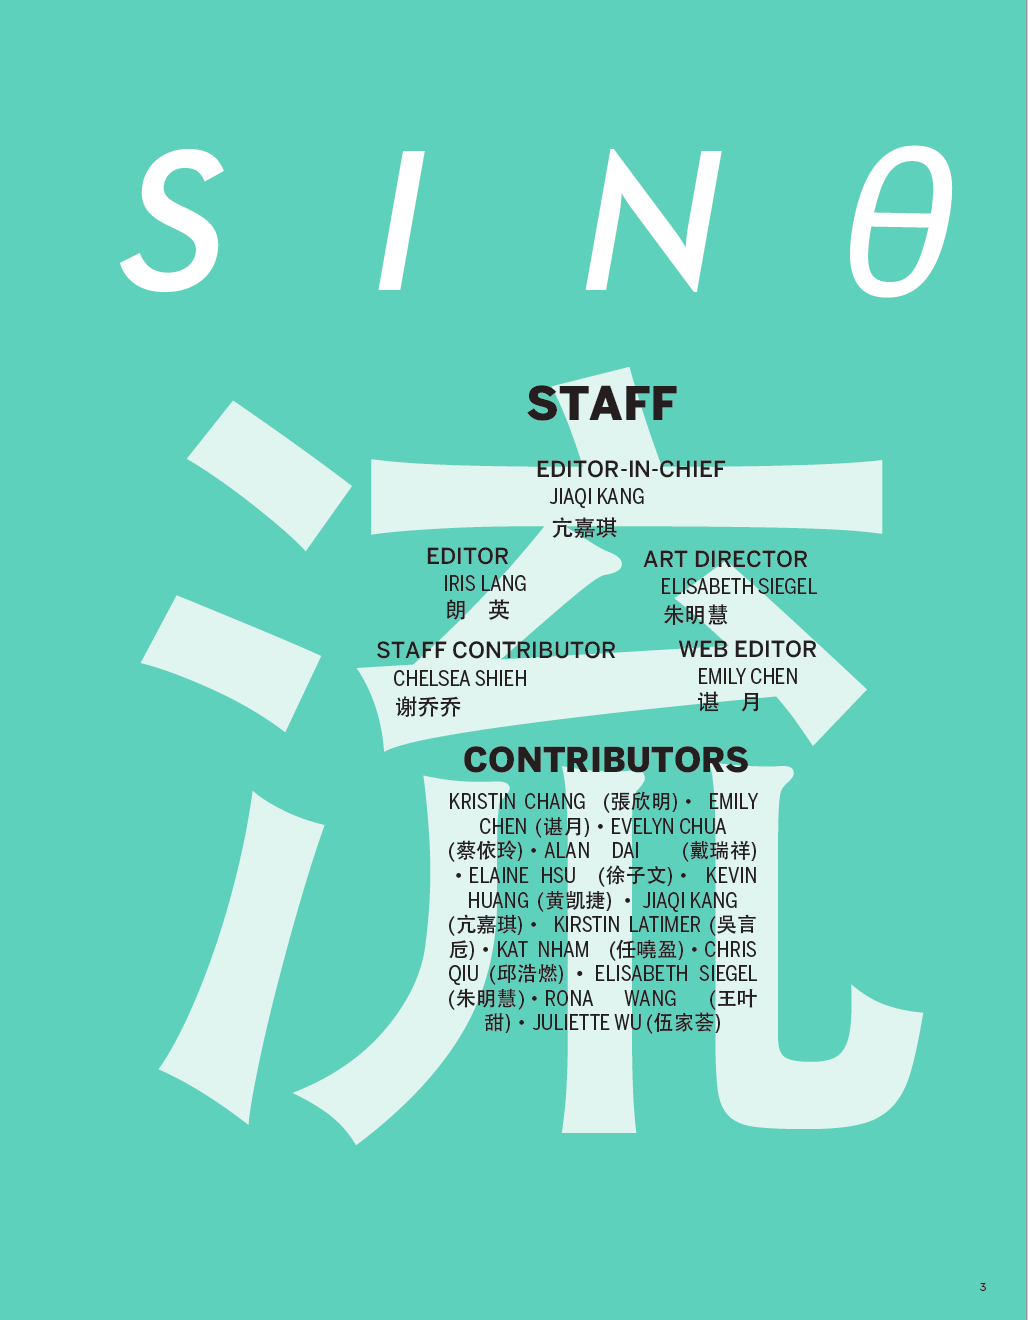 SINθ
流
STAFF
EDITOR-IN-CHIEF
JIAQI KANG
亢嘉琪
EDITOR
IRIS LANG
朗 英
ART DIRECTOR
ELISABETH SIEGEL
朱明慧
STAFF CONTRIBUTOR
CHELSEA SHIEH
谢乔乔
WEB EDITOR
EMILY CHEN
谌 月
CONTRIBUTORS
KRISTIN CHANG (張欣明)• EMILY
CHEN (谌月)•EVELYN CHUA
(蔡依玲)•ALAN DAI (戴瑞祥)
•ELAINE HSU (徐子文)• KEVIN
HUANG (黄凯捷) • JIAQI KANG
(亢嘉琪)• KIRSTIN LATIMER (吳言
卮)•KAT NHAM (任曉盈)•CHRIS
QIU (邱浩燃) • ELISABETH SIEGEL
(朱明慧)•RONA WANG (王叶
甜)•JULIETTE WU (伍家荟)
3